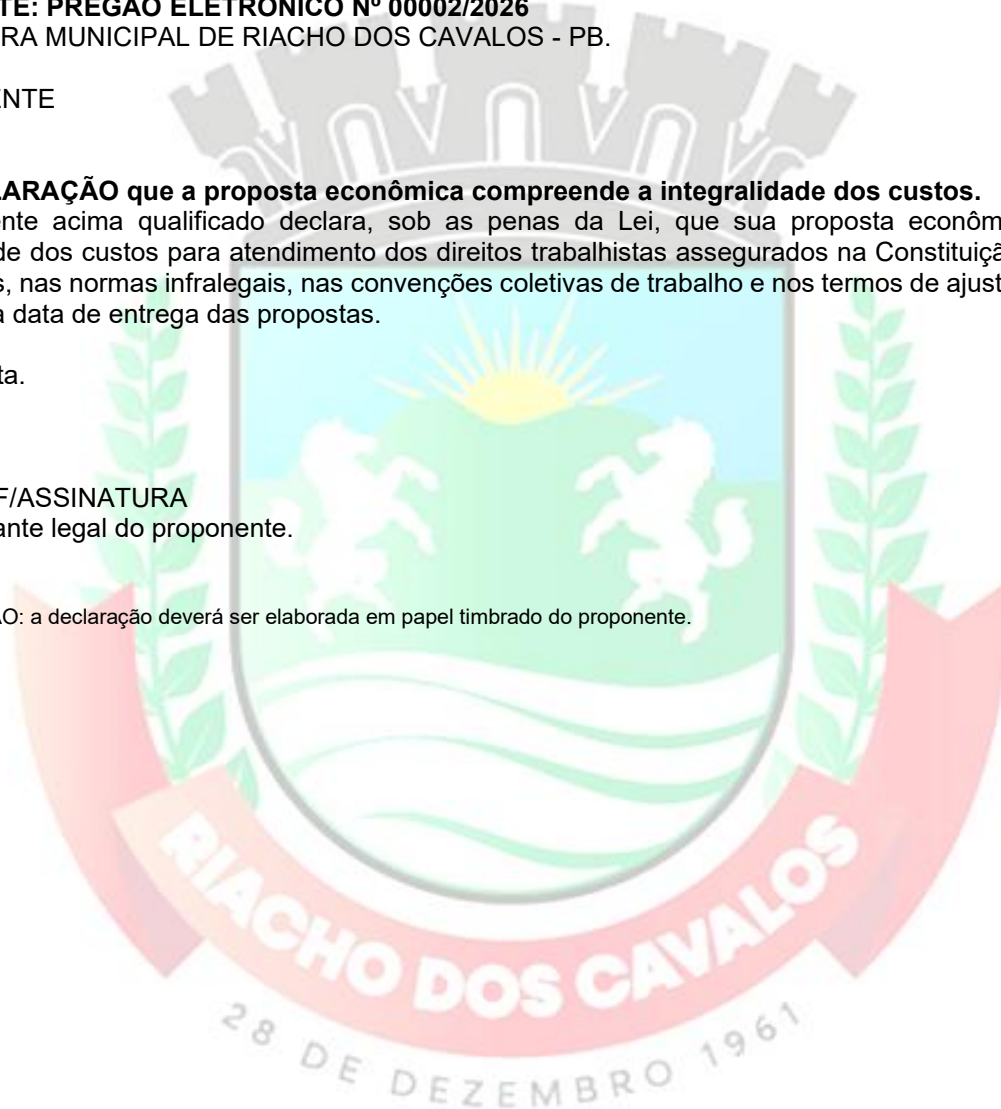 TE: PREGÃO ELETRÔNICO Nº 00002/2026
RA MUNICIPAL DE RIACHO DOS CAVALOS - PB.
ENTE
LARAÇÃO que a proposta econômica compreende a integralidade dos custos.
nte acima qualificado declara, sob as penas da Lei, que sua proposta econôm
de dos custos para atendimento dos direitos trabalhistas assegurados na Constituiçã
s, nas normas infralegais, nas convenções coletivas de trabalho e nos termos de ajust
a data de entrega das propostas.
ta.
F/ASSINATURA
ante legal do proponente.
ÃO: a declaração deverá ser elaborada em papel timbrado do proponente.
RIACHO DOS CAVALOS
28 DE DEZEMBRO 1961